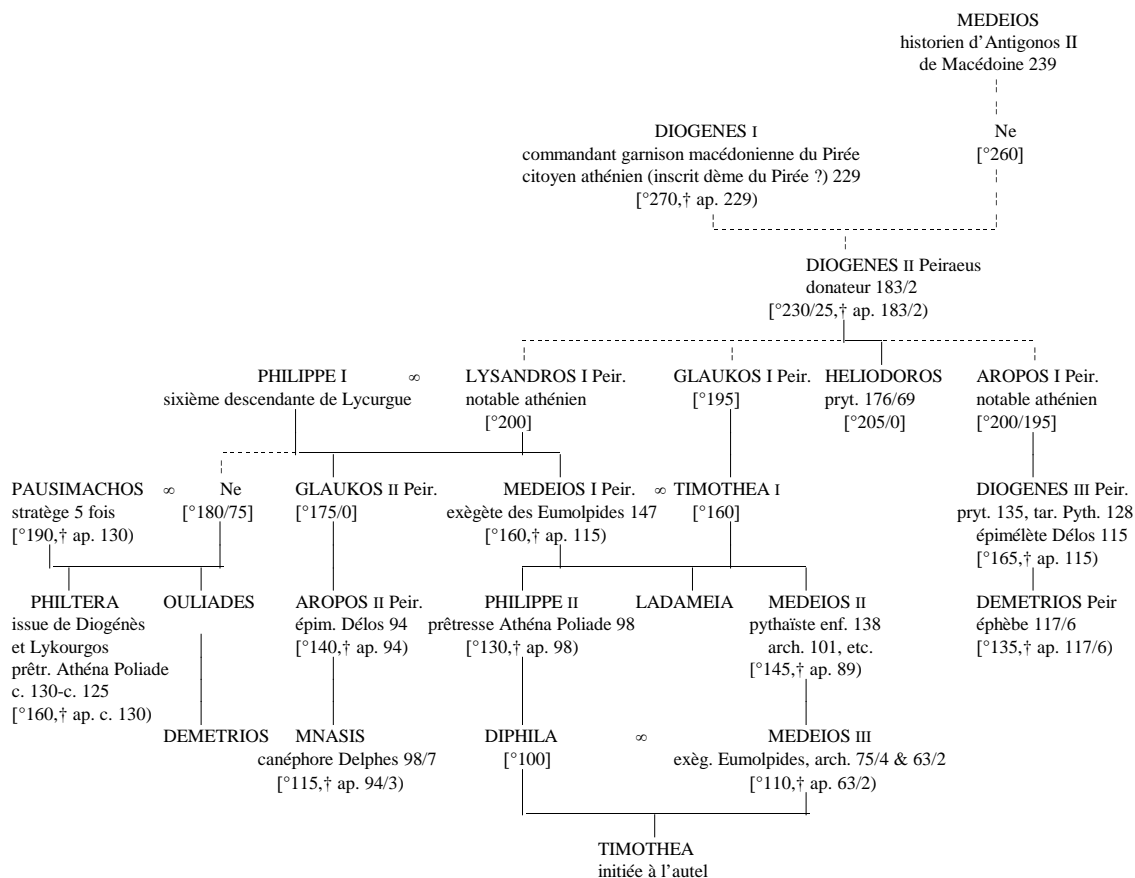 MEDEIOS
historien d'Antigonos II
de Macédoine 239
DIOGENES I
commandant garnison macédonienne du Pirée
citoyen athénien (inscrit dème du Pirée ?) 229
[°270,† ap. 229)
Ne
[°260]
DIOGENES II Peiraeus
donateur 183/2
[°230/25,† ap. 183/2)
PHILIPPE I
sixième descendante de Lycurgue
∞
LYSANDROS I Peir.
notable athénien
[°200]
GLAUKOS I Peir.
[°195]
HELIODOROS
pryt. 176/69
[°205/0]
AROPOS I Peir.
notable athénien
[°200/195]
PAUSIMACHOS
stratège 5 fois
[°190,† ap. 130)
∞
Ne
[°180/75]
GLAUKOS II Peir.
[°175/0]
MEDEIOS I Peir.
exègète des Eumolpides 147
[°160,† ap. 115)
∞
TIMOTHEA I
[°160]
DIOGENES III Peir.
pryt. 135, tar. Pyth. 128
épimélète Délos 115
[°165,† ap. 115)
PHILTERA
issue de Diogénès
et Lykourgos
prêtr. Athéna Poliade
c. 130-c. 125
[°160,† ap. c. 130)
OULIADES
AROPOS II Peir.
épim. Délos 94
[°140,† ap. 94)
PHILIPPE II
prêtresse Athéna Poliade 98
[°130,† ap. 98)
LADAMEIA
MEDEIOS II
pythaïste enf. 138
arch. 101, etc.
[°145,† ap. 89)
DEMETRIOS Peir
éphèbe 117/6
[°135,† ap. 117/6)
DEMETRIOS
MNASIS
canéphore Delphes 98/7
[°115,† ap. 94/3)
DIPHILA
[°100]
∞
MEDEIOS III
exèg. Eumolpides, arch. 75/4 & 63/2
[°110,† ap. 63/2)
TIMOTHEA
initiée à l'autel